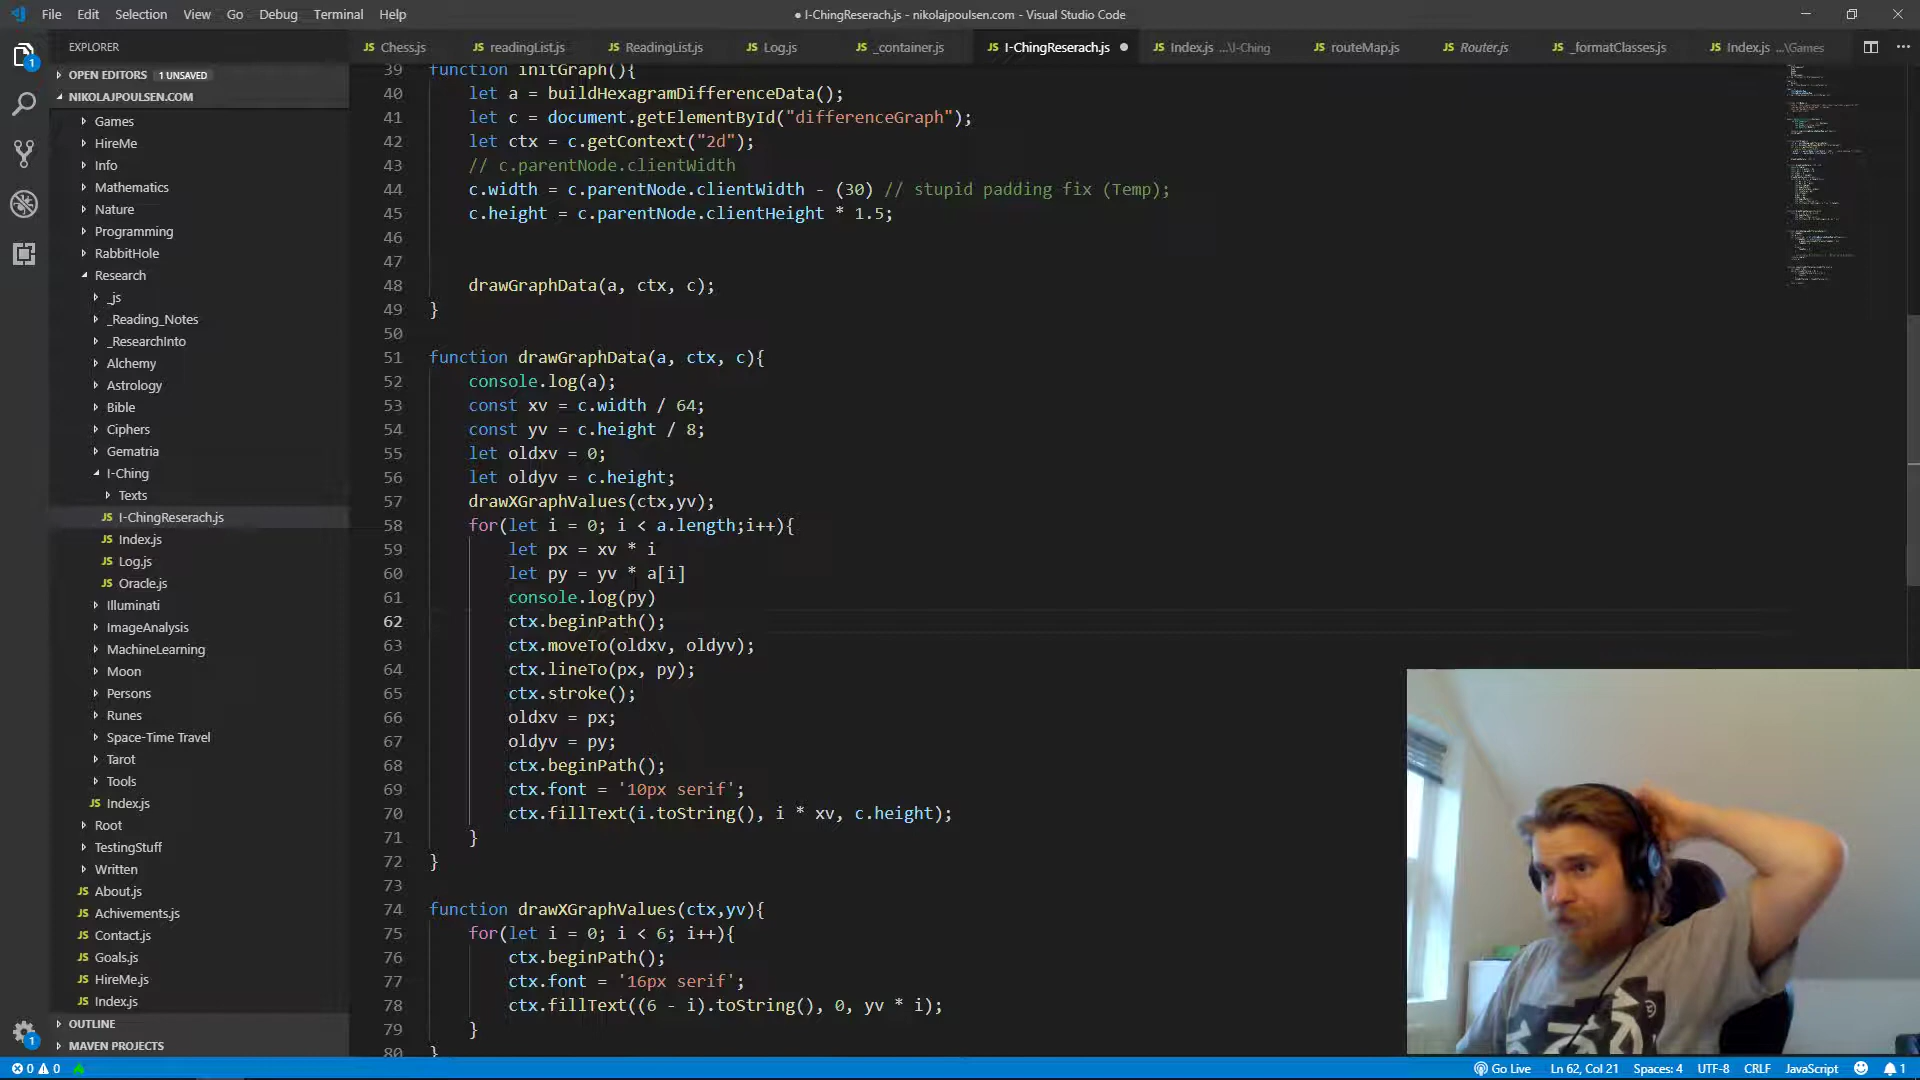 File Edit Selection View Go Debug Terminal Help
● I-ChingReserach.js - nikolajpoulsen.com - Visual Studio Code
EXPLORER
JS Chess.js JS readingList.js JS ReadingList.js JS Log.js JS _container.js JS I-ChingReserach.js ● JS Index.js ...\I-Ching JS routeMap.js JS Router.js JS _formatClasses.js JS Index.js ...\Games
OPEN EDITORS 1 UNSAVED
NIKOLAJPOULSEN.COM
Games
HireMe
Info
Mathematics
Nature
Programming
RabbitHole
Research
_js
_Reading_Notes
_ResearchInto
Alchemy
Astrology
Bible
Ciphers
Gematria
I-Ching
Texts
JS I-ChingReserach.js
JS Index.js
JS Log.js
JS Oracle.js
Illuminati
ImageAnalysis
MachineLearning
Moon
Persons
Runes
Space-Time Travel
Tarot
Tools
JS Index.js
Root
TestingStuff
Written
JS About.js
JS Achivements.js
JS Contact.js
JS Goals.js
JS HireMe.js
JS Index.js
OUTLINE
MAVEN PROJECTS
39 function initGraph(){
40 let a = buildHexagramDifferenceData();
41 let c = document.getElementById("differenceGraph");
42 let ctx = c.getContext("2d");
43 // c.parentNode.clientWidth
44 c.width = c.parentNode.clientWidth - (30) // stupid padding fix (Temp);
45 c.height = c.parentNode.clientHeight * 1.5;
46
47
48 drawGraphData(a, ctx, c);
49 }
50
51 function drawGraphData(a, ctx, c){
52 console.log(a);
53 const xv = c.width / 64;
54 const yv = c.height / 8;
55 let oldxv = 0;
56 let oldyv = c.height;
57 drawXGraphValues(ctx,yv);
58 for(let i = 0; i < a.length;i++){
59 let px = xv * i
60 let py = yv * a[i]
61 console.log(py)
62 ctx.beginPath();
63 ctx.moveTo(oldxv, oldyv);
64 ctx.lineTo(px, py);
65 ctx.stroke();
66 oldxv = px;
67 oldyv = py;
68 ctx.beginPath();
69 ctx.font = '10px serif';
70 ctx.fillText(i.toString(), i * xv, c.height);
71 }
72 }
73
74 function drawXGraphValues(ctx,yv){
75 for(let i = 0; i < 6; i++){
76 ctx.beginPath();
77 ctx.font = '16px serif';
78 ctx.fillText((6 - i).toString(), 0, yv * i);
79 }
80 }
0 0 Go Live Ln 62, Col 21 Spaces: 4 UTF-8 CRLF JavaScript 1